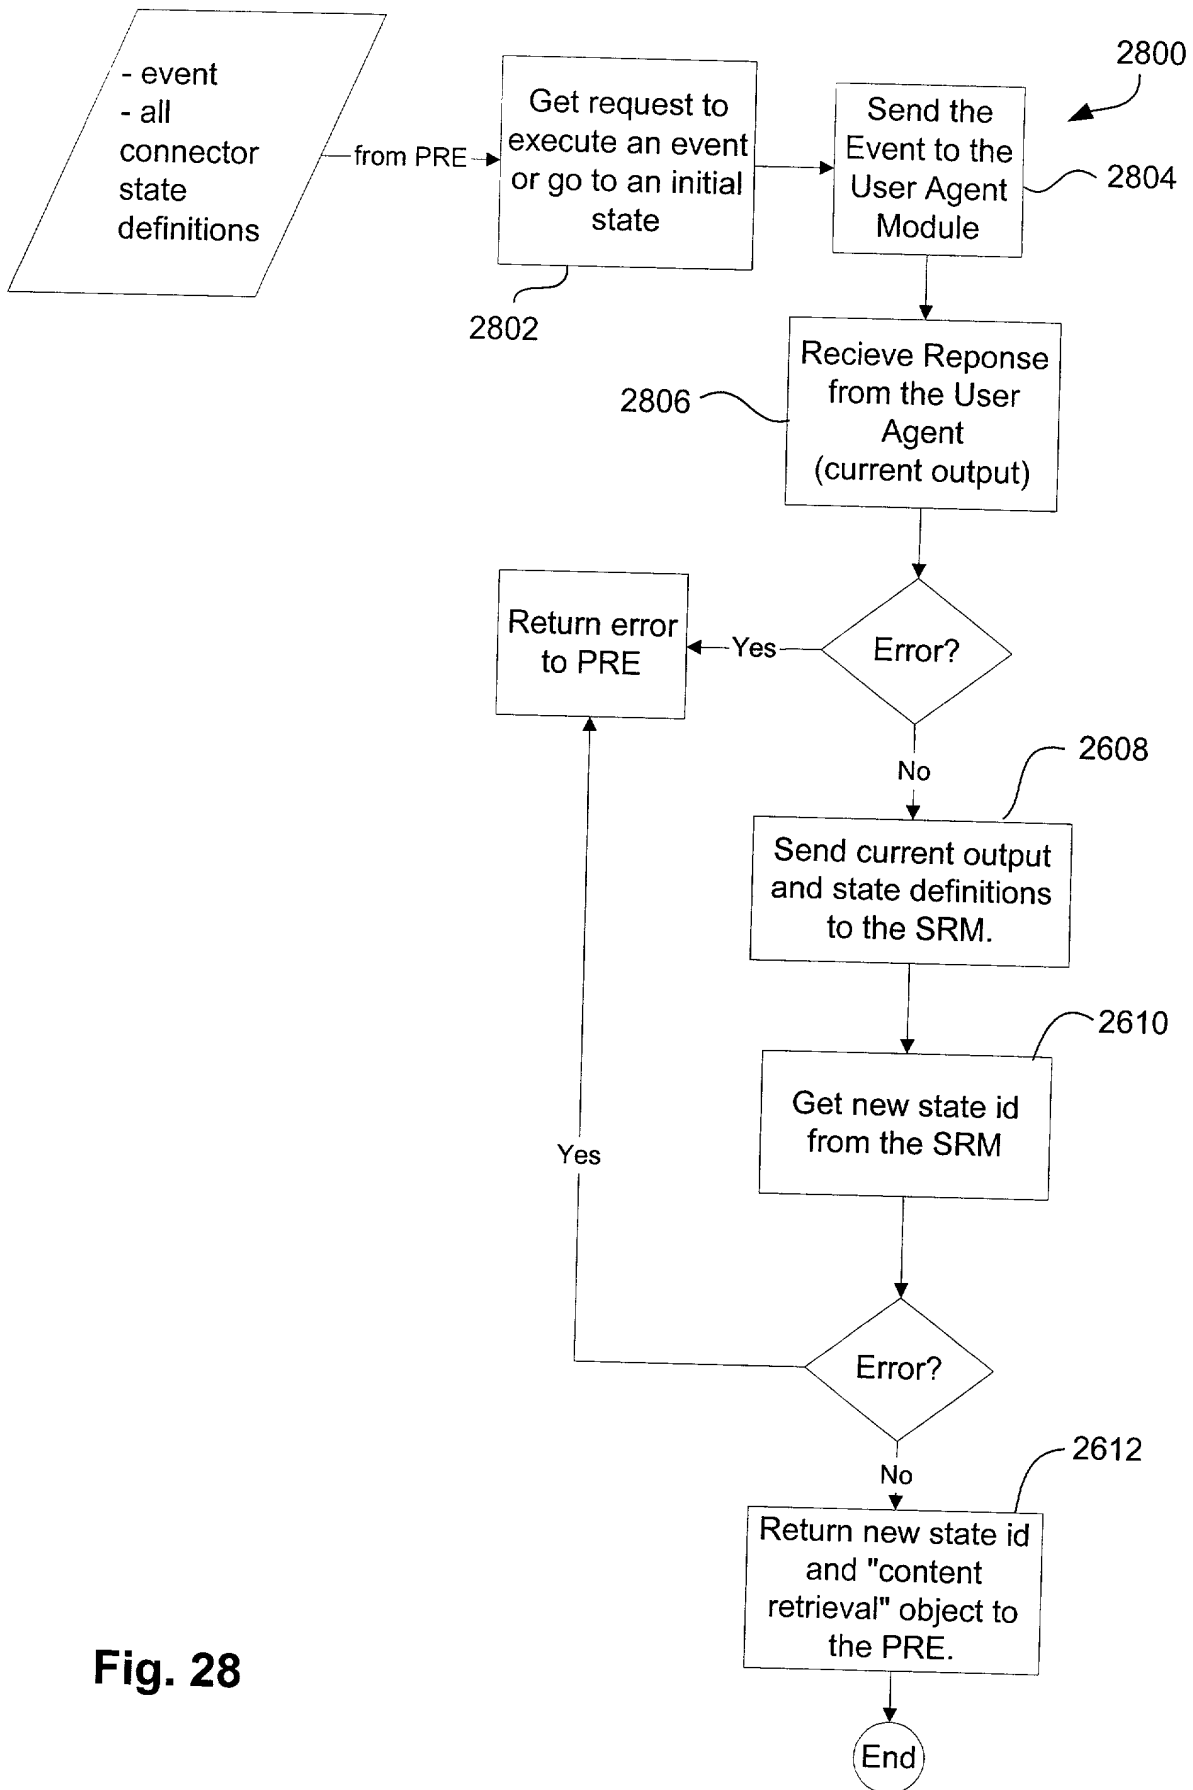 - event
- all
connector
state
definitions
from PRE
Get request to
execute an event
or go to an initial
state
2802
Send the
Event to the
User Agent
Module
2800
2804
Recieve Reponse
from the User
Agent
(current output)
2806
Error?
Yes
Return error
to PRE
No
2608
Send current output
and state definitions
to the SRM.
2610
Get new state id
from the SRM
Yes
Error?
No
2612
Return new state id
and "content
retrieval" object to
the PRE.
End
Fig. 28